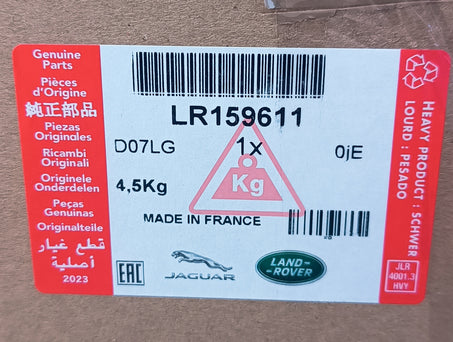 Genuine
Parts
Pièces
d'Origine
純正部品
Piezas
Originales
Ricambi
Originali
Originele
Onderdelen
Peças
Genuinas
Originalteile
قطع غيار
أصلية
2023
LR159611
D07LG
1x
0jE
Kg
4,5Kg
MADE IN FRANCE
EAC
JAGUAR
LAND-
-ROVER
HEAVY PRODUCT : SCHWER
LOURD : PESADO
JLR
4001.3
HVY